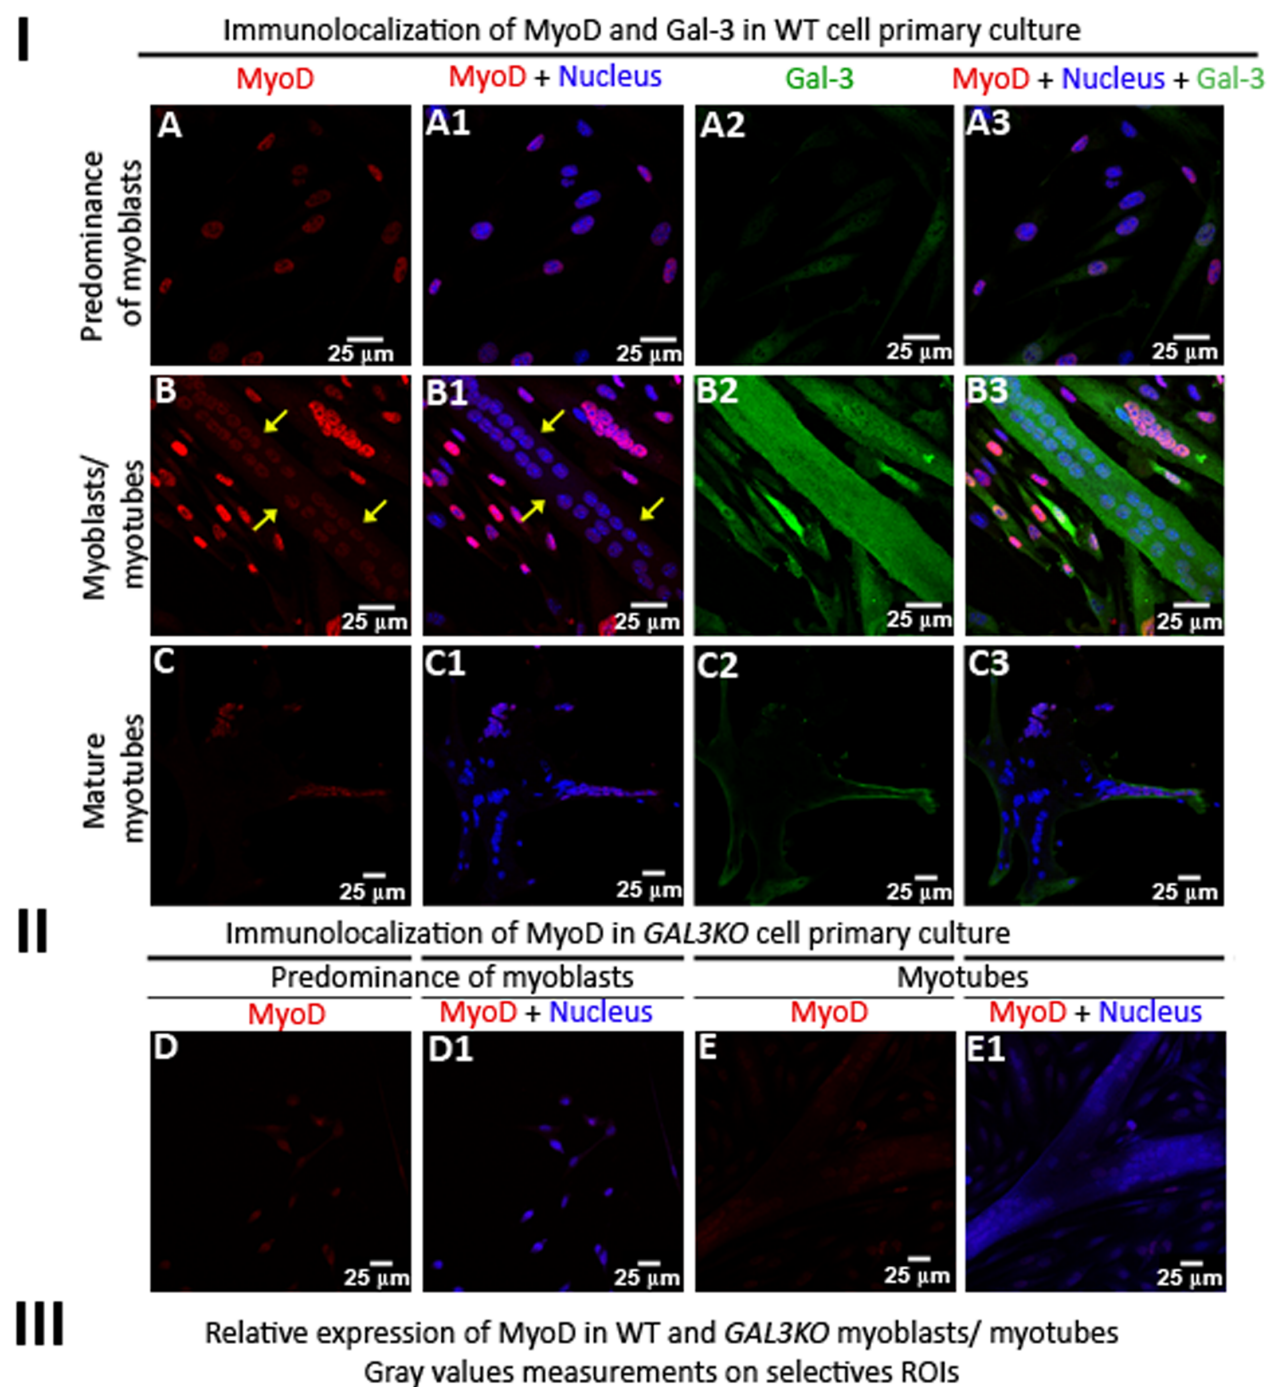 I
Immunolocalization of MyoD and Gal-3 in WT cell primary culture
MyoD MyoD + Nucleus Gal-3 MyoD + Nucleus + Gal-3
Predominance
of myoblasts
A A1 A2 A3
25 µm 25 µm 25 µm 25 µm
Myoblasts/
myotubes
B B1 B2 B3
25 µm 25 µm 25 µm 25 µm
Mature
myotubes
C C1 C2 C3
25 µm 25 µm 25 µm 25 µm
II
Immunolocalization of MyoD in GAL3KO cell primary culture
Predominance of myoblasts Myotubes
MyoD MyoD + Nucleus MyoD MyoD + Nucleus
D D1 E E1
25 µm 25 µm 25 µm 25 µm
III
Relative expression of MyoD in WT and GAL3KO myoblasts/ myotubes
Gray values measurements on selectives ROIs